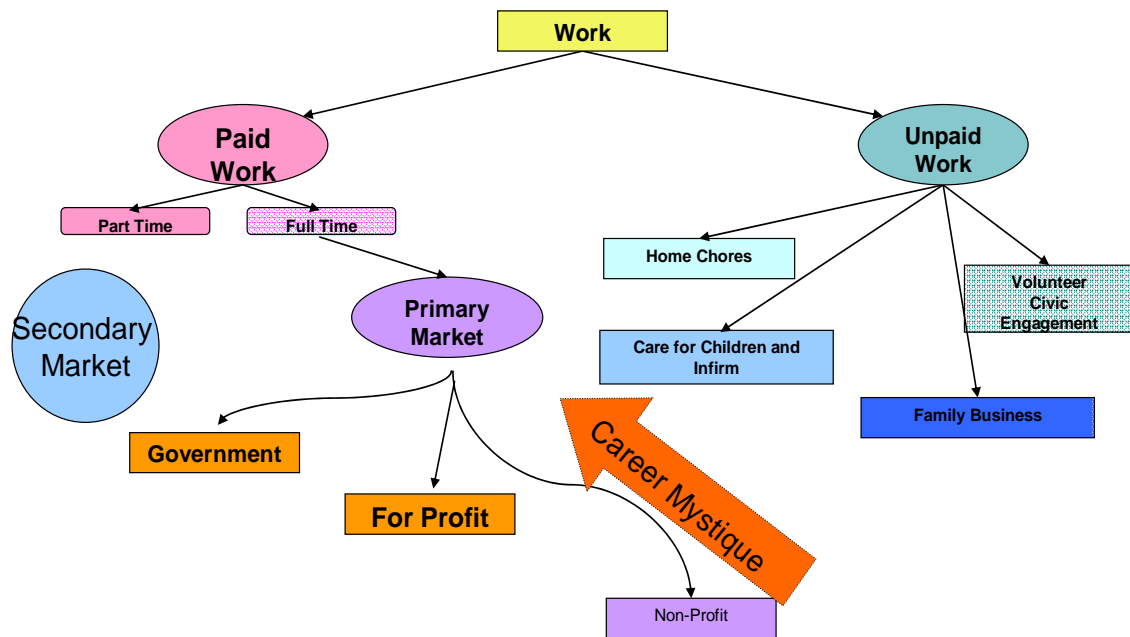 Work
Paid
Work
Unpaid
Work
Part Time
Full Time
Home Chores
Volunteer
Civic
Engagement
Secondary
Market
Primary
Market
Care for Children and
Infirm
Family Business
Government
For Profit
Career Mystique
Non-Profit